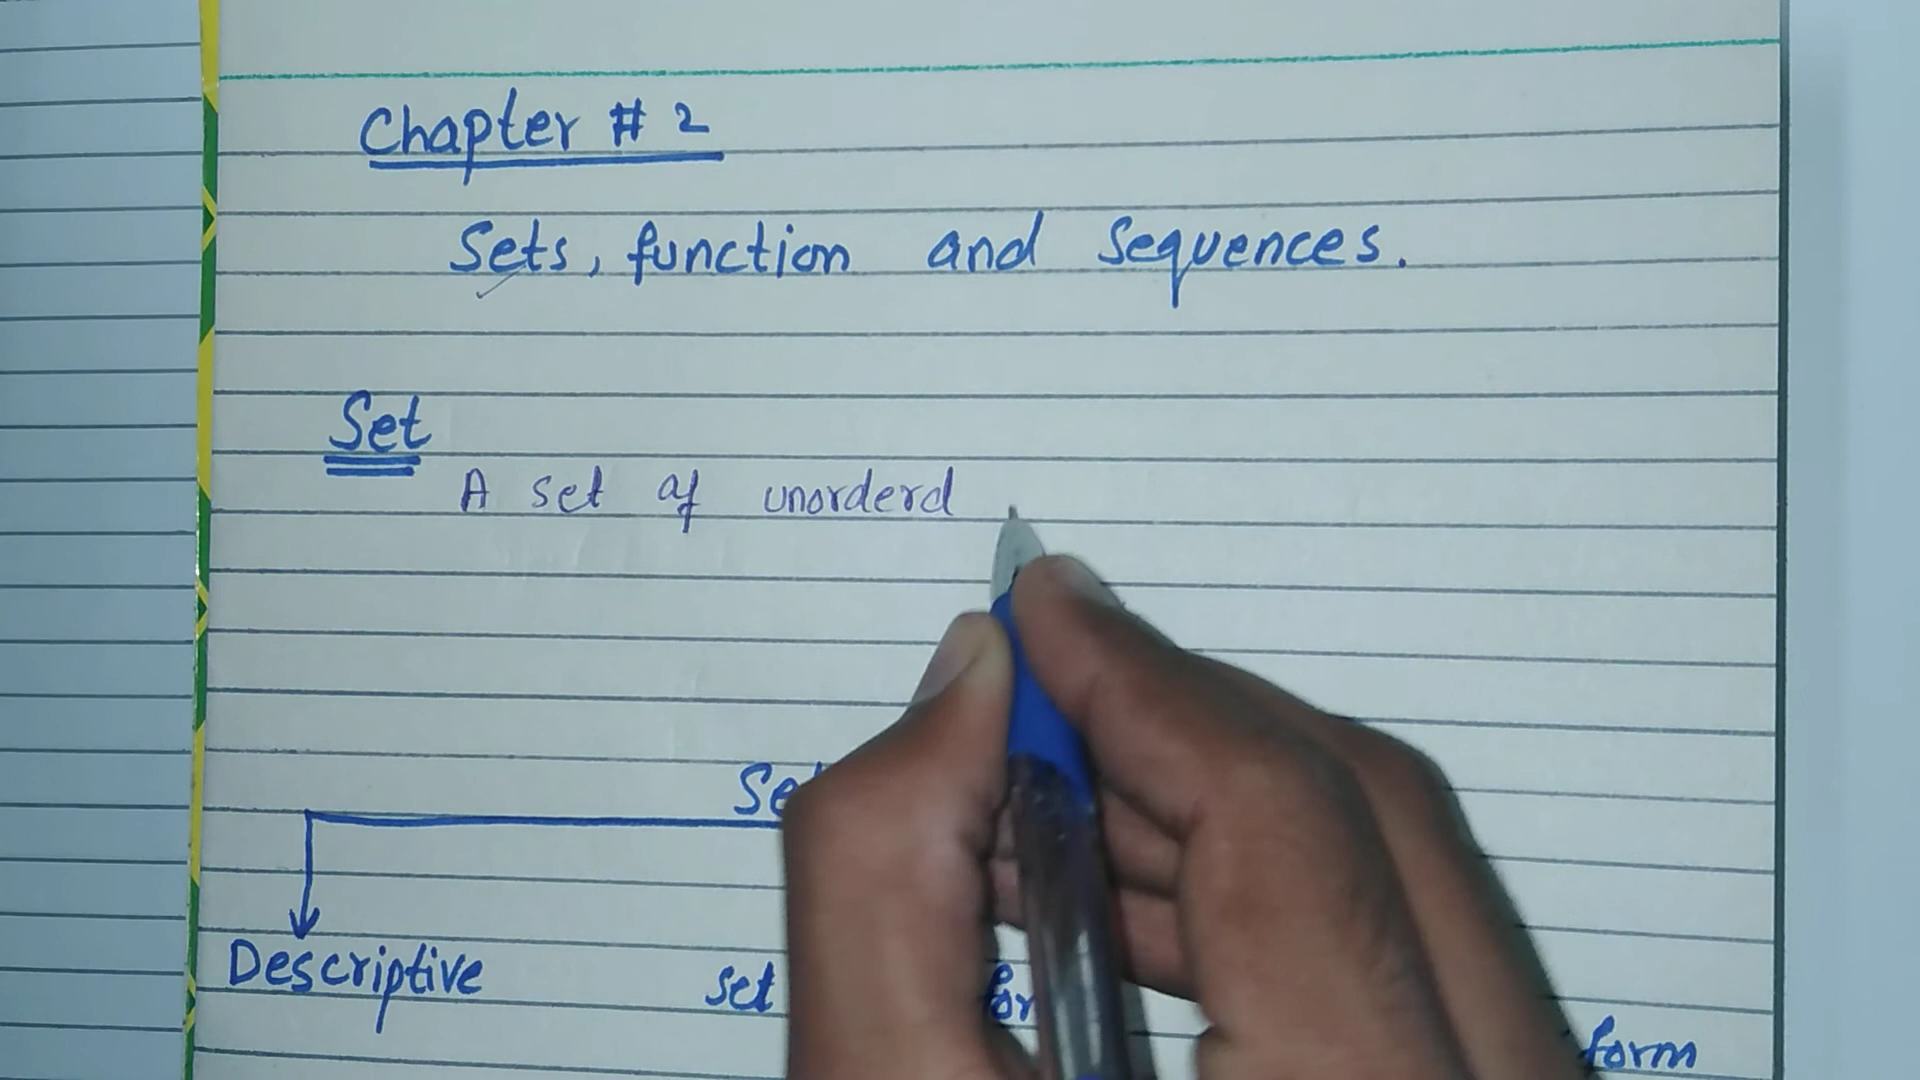 Chapter # 2
Sets, function and Sequences.
Set
A set of unorderd
Descriptive set
form